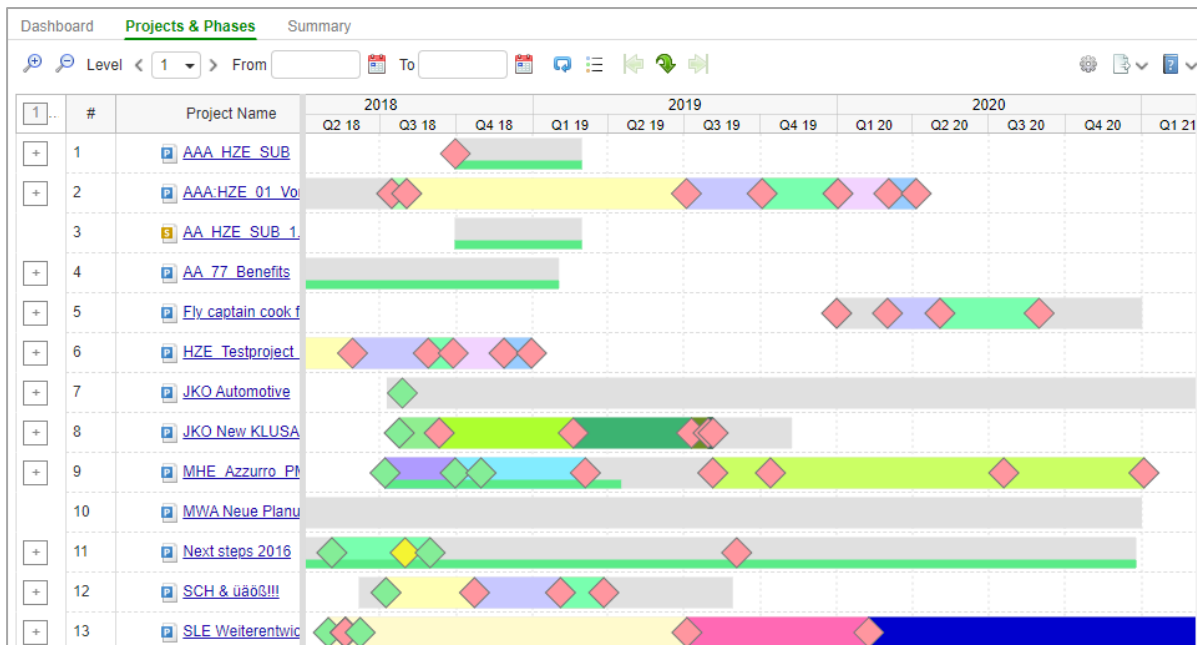 Dashboard Projects & Phases Summary
Level 1 From To
1.. # Project Name 2018 2019 2020
Q2 18 Q3 18 Q4 18 Q1 19 Q2 19 Q3 19 Q4 19 Q1 20 Q2 20 Q3 20 Q4 20 Q1 21
+ 1 P AAA_HZE_SUB
+ 2 P AAA:HZE_01_Vo
3 S AA_HZE_SUB_1.
+ 4 P AA_77_Benefits
+ 5 P Fly captain cook f
+ 6 P HZE_Testproject_
+ 7 P JKO Automotive
+ 8 P JKO New KLUSA
+ 9 P MHE_Azzurro_PM
10 P MWA Neue Planu
+ 11 P Next steps 2016
+ 12 P SCH & üäöß!!!
+ 13 P SLE Weiterentwic